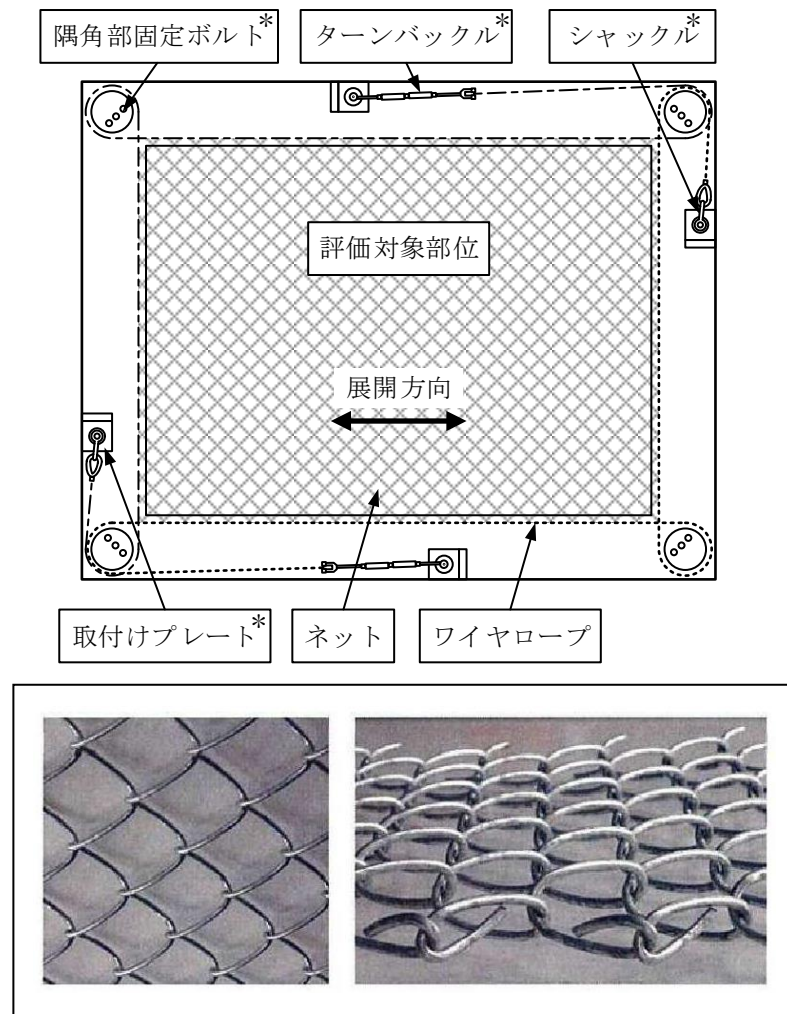 隅角部固定ボルト*
ターンバックル*
シャックル*
評価対象部位
展開方向
取付けプレート*
ネット
ワイヤロープ